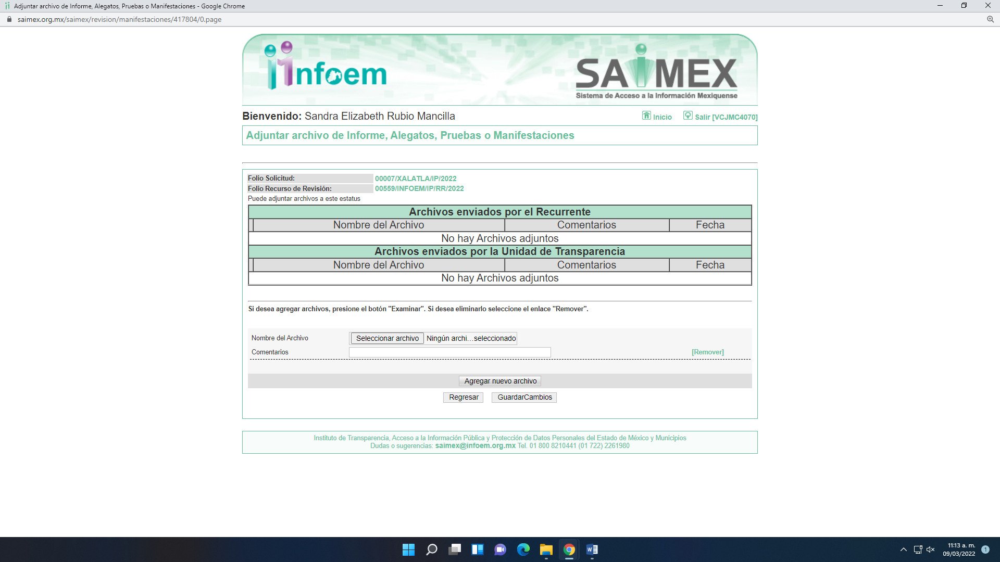 Adjuntar archivo de Informe, Alegatos, Pruebas o Manifestaciones - Google Chrome
saimex.org.mx/saimex/revision/manifestaciones/417804/0.page
infoem
SAIMEX
Sistema de Acceso a la Información Mexiquense
Bienvenido: Sandra Elizabeth Rubio Mancilla
Inicio
Salir [VCJMC4070]
Adjuntar archivo de Informe, Alegatos, Pruebas o Manifestaciones
Folio Solicitud: 00007/XALATLA/IP/2022
Folio Recurso de Revisión: 00559/INFOEM/IP/RR/2022
Puede adjuntar archivos a este estatus
Archivos enviados por el Recurrente
Nombre del Archivo Comentarios Fecha
No hay Archivos adjuntos
Archivos enviados por la Unidad de Transparencia
Nombre del Archivo Comentarios Fecha
No hay Archivos adjuntos
Si desea agregar archivos, presione el botón "Examinar". Si desea eliminarlo seleccione el enlace "Remover".
Nombre del Archivo Seleccionar archivo Ningún archi...seleccionado
Comentarios [Remover]
Agregar nuevo archivo
Regresar GuardarCambios
Instituto de Transparencia, Acceso a la Información Pública y Protección de Datos Personales del Estado de México y Municipios
Dudas o sugerencias: saimex@infoem.org.mx Tel. 01 800 8210441 (01 722) 2261980
11:13 a. m.
09/03/2022
1